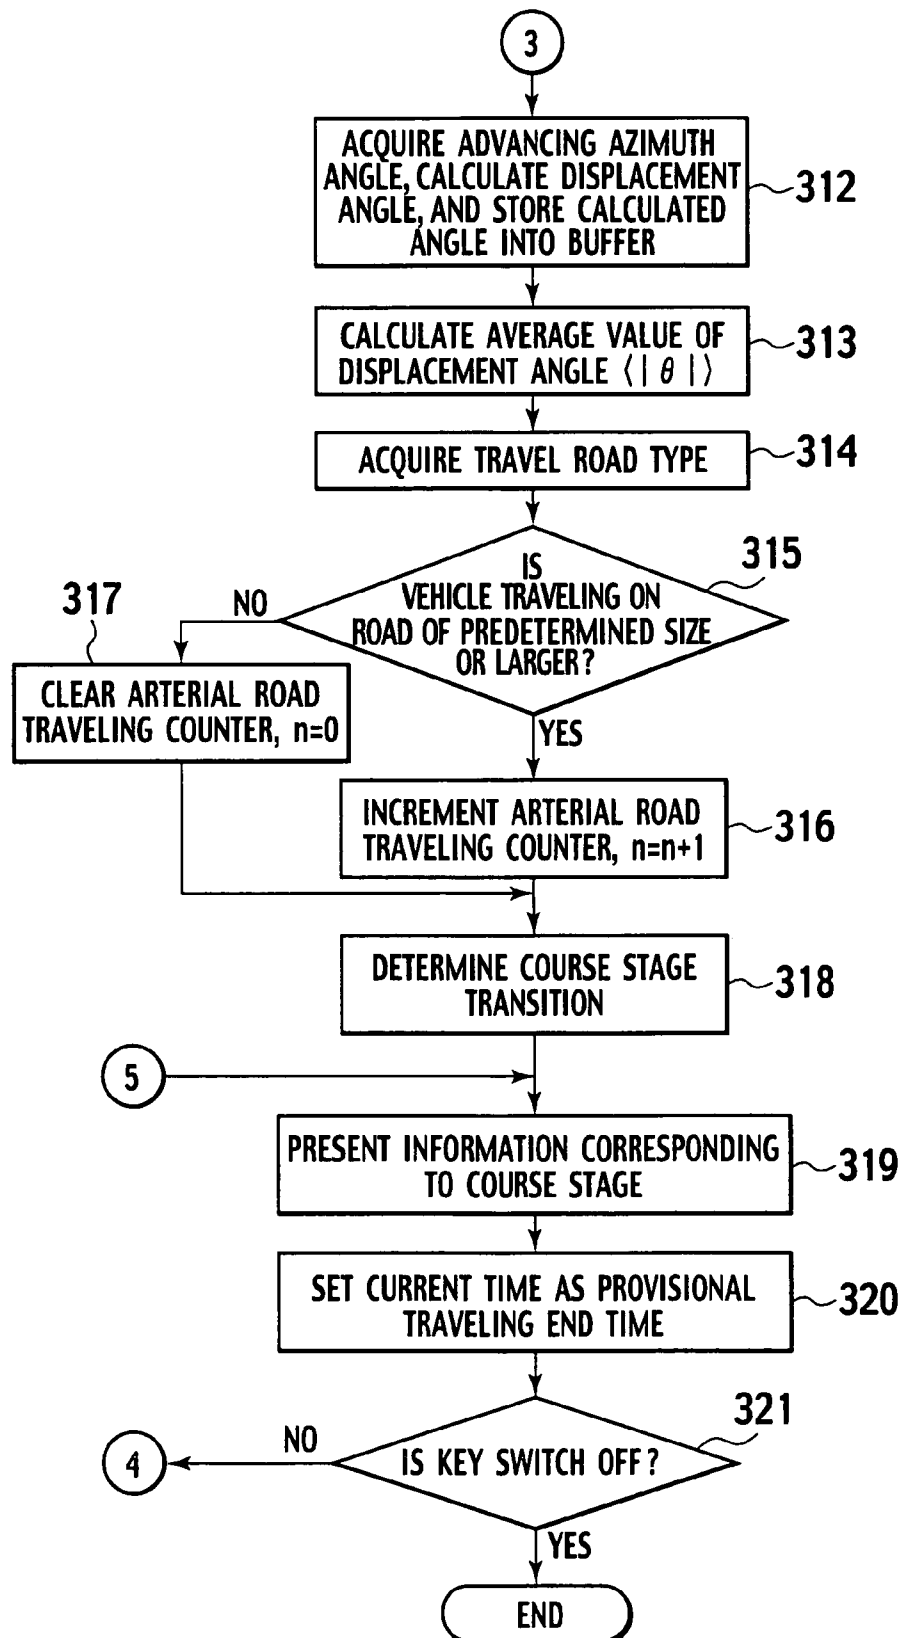 3
ACQUIRE ADVANCING AZIMUTH
ANGLE, CALCULATE DISPLACEMENT
ANGLE, AND STORE CALCULATED
ANGLE INTO BUFFER
312
CALCULATE AVERAGE VALUE OF
DISPLACEMENT ANGLE ⟨| θ |⟩
313
ACQUIRE TRAVEL ROAD TYPE
314
IS
VEHICLE TRAVELING ON
ROAD OF PREDETERMINED SIZE
OR LARGER?
315
NO
317
CLEAR ARTERIAL ROAD
TRAVELING COUNTER, n=0
YES
INCREMENT ARTERIAL ROAD
TRAVELING COUNTER, n=n+1
316
DETERMINE COURSE STAGE
TRANSITION
318
5
PRESENT INFORMATION CORRESPONDING
TO COURSE STAGE
319
SET CURRENT TIME AS PROVISIONAL
TRAVELING END TIME
320
IS KEY SWITCH OFF?
321
NO
4
YES
END